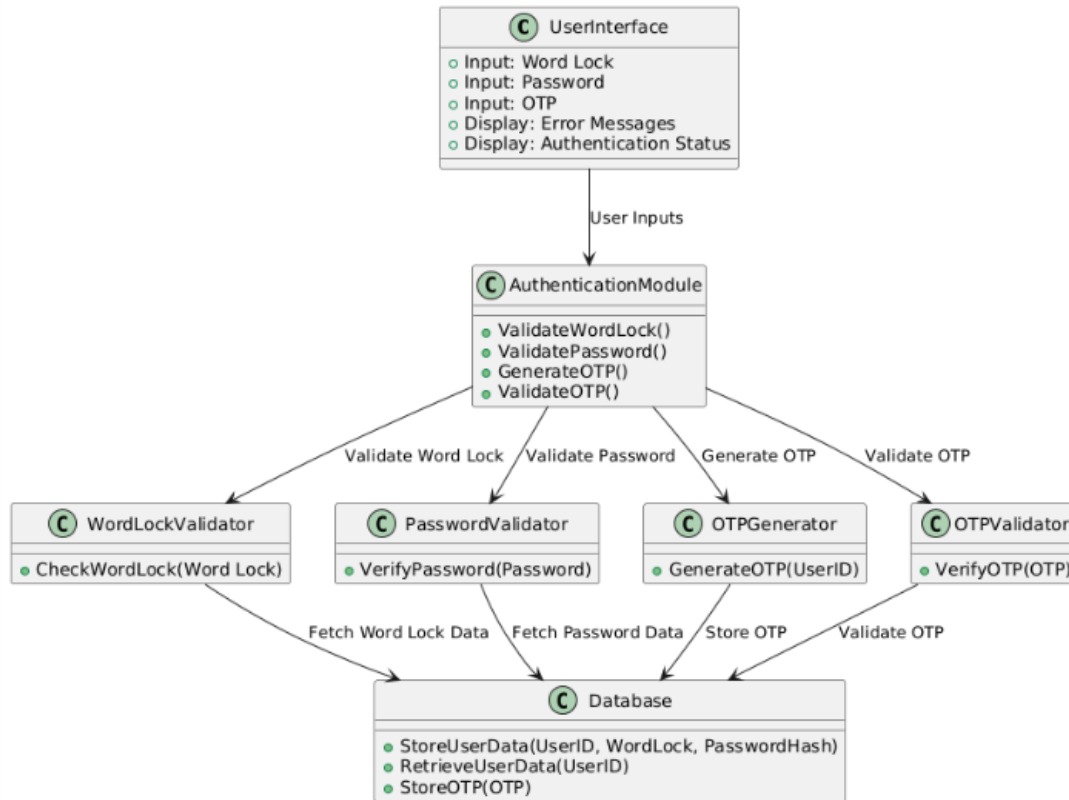 C UserInterface
Input: Word Lock
Input: Password
Input: OTP
Display: Error Messages
Display: Authentication Status
User Inputs
C AuthenticationModule
ValidateWordLock()
ValidatePassword()
GenerateOTP()
ValidateOTP()
Validate Word Lock
Validate Password
Generate OTP
Validate OTP
C WordLockValidator
CheckWordLock(Word Lock)
C PasswordValidator
VerifyPassword(Password)
C OTPGenerator
GenerateOTP(UserID)
C OTPValidator
VerifyOTP(OTP)
Fetch Word Lock Data
Fetch Password Data
Store OTP
Validate OTP
C Database
StoreUserData(UserID, WordLock, PasswordHash)
RetrieveUserData(UserID)
StoreOTP(OTP)